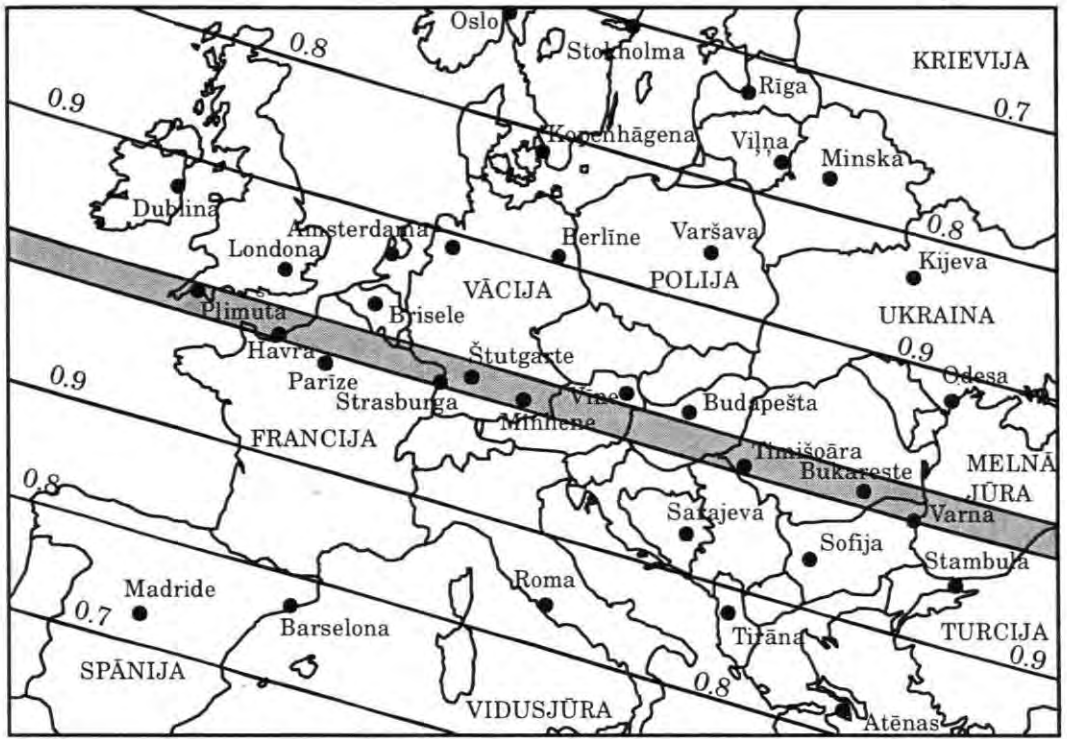 Oslo
0.8
Stokholma
KRIEVIJA
Rīga
0.7
0.9
Kopenhāgena
Viļņa
Minska
Dublina
0.8
Amsterdama
Londona
Berlīne
Varšava
Kijeva
VĀCIJA
POLIJA
Plimuta
Brisele
UKRAINA
Havra
Štutgarte
0.9
Parīze
0.9
Odesa
Strasburga
Vīne
Budapešta
Minhene
FRANCIJA
Timišoāra
MELNĀ
JŪRA
Bukareste
0.8
Sarajeva
Varna
Sofija
Stambula
Madride
Roma
0.7
Barselona
Tirāna
TURCIJA
0.9
SPĀNIJA
0.8
VIDUSJŪRA
Atēnas